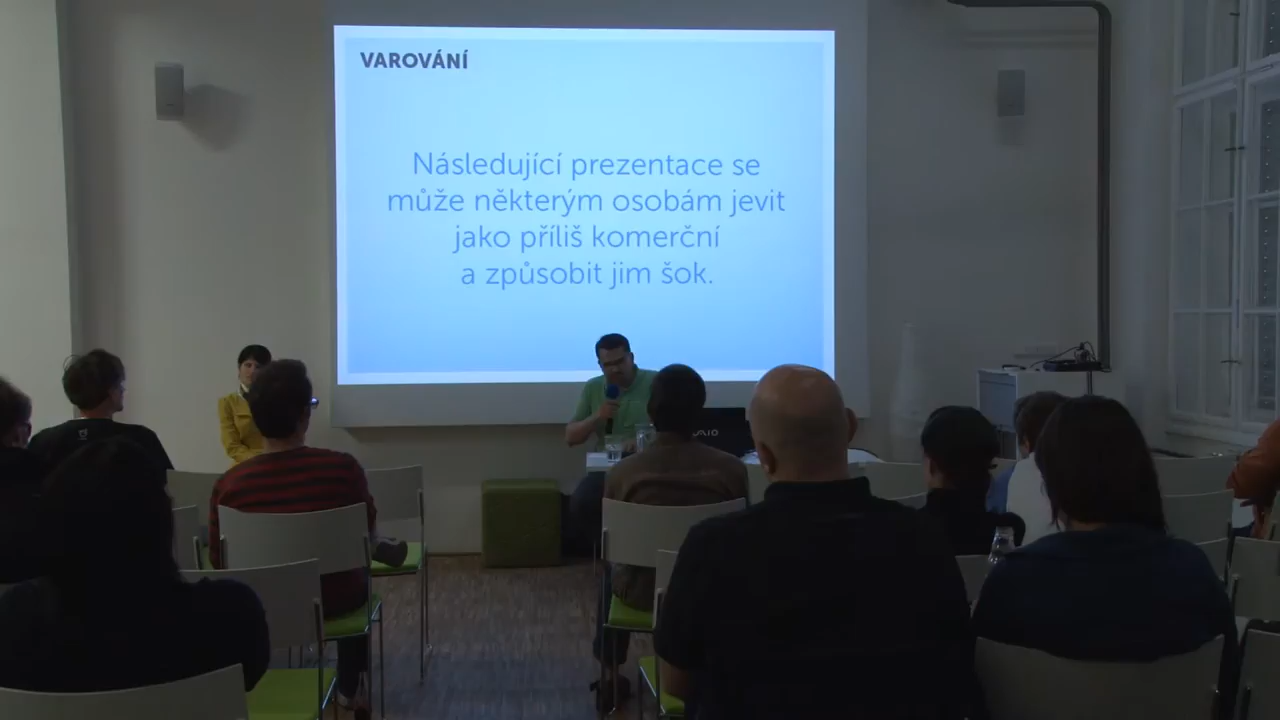 VAROVÁNÍ
Následující prezentace se
může některým osobám jevit
jako příliš komerční
a způsobit jim šok.